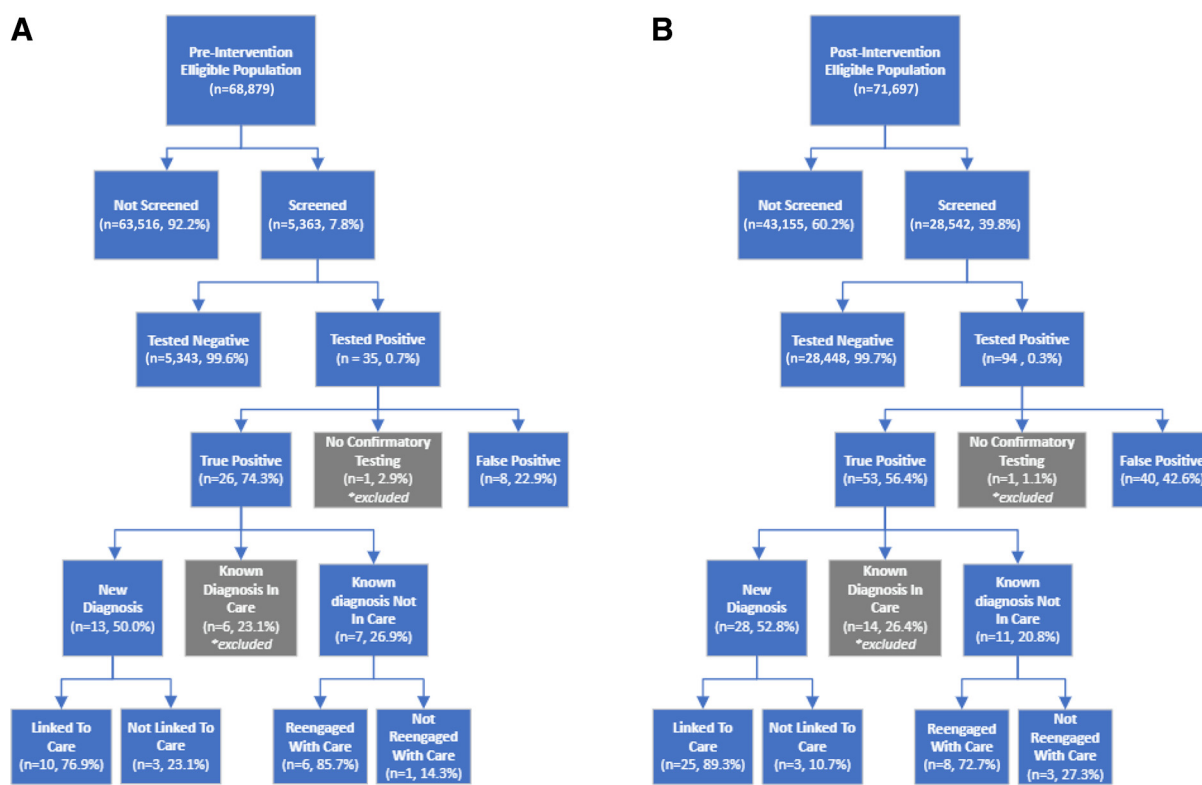 A
Pre-Intervention
Elligible Population
(n=68,879)
Not Screened
(n=63,516, 92.2%)
Screened
(n=5,363, 7.8%)
Tested Negative
(n=5,343, 99.6%)
Tested Positive
(n = 35, 0.7%)
True Positive
(n=26, 74.3%)
No Confirmatory
Testing
(n=1, 2.9%)
*excluded
False Positive
(n=8, 22.9%)
New
Diagnosis
(n=13, 50.0%)
Known
Diagnosis In
Care
(n=6, 23.1%)
*excluded
Known
diagnosis Not
In Care
(n=7, 26.9%)
Linked To
Care
(n=10, 76.9%)
Not Linked To
Care
(n=3, 23.1%)
Reengaged
With Care
(n=6, 85.7%)
Not
Reengaged
With Care
(n=1, 14.3%)
B
Post-Intervention
Elligible Population
(n=71,697)
Not Screened
(n=43,155, 60.2%)
Screened
(n=28,542, 39.8%)
Tested Negative
(n=28,448, 99.7%)
Tested Positive
(n=94 , 0.3%)
True Positive
(n=53, 56.4%)
No Confirmatory
Testing
(n=1, 1.1%)
*excluded
False Positive
(n=40, 42.6%)
New
Diagnosis
(n=28, 52.8%)
Known
Diagnosis In
Care
(n=14, 26.4%)
*excluded
Known
diagnosis Not
In Care
(n=11, 20.8%)
Linked To
Care
(n=25, 89.3%)
Not Linked To
Care
(n=3, 10.7%)
Reengaged
With Care
(n=8, 72.7%)
Not
Reengaged
With Care
(n=3, 27.3%)